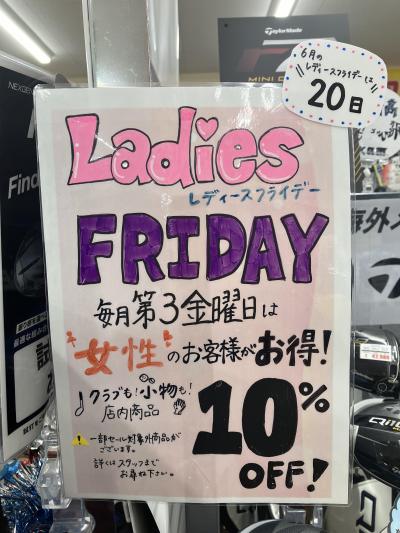 TaylorMade
6月の
レディースフライデーは
20日
Ladies
レディースフライデー
FRIDAY
毎月第3金曜日は
女性のお客様がお得!
クラブも!小物も!
店内商品
10%
OFF!
一部セール対象外商品が
ございます。
詳しくはスタッフまで
お尋ね下さい。